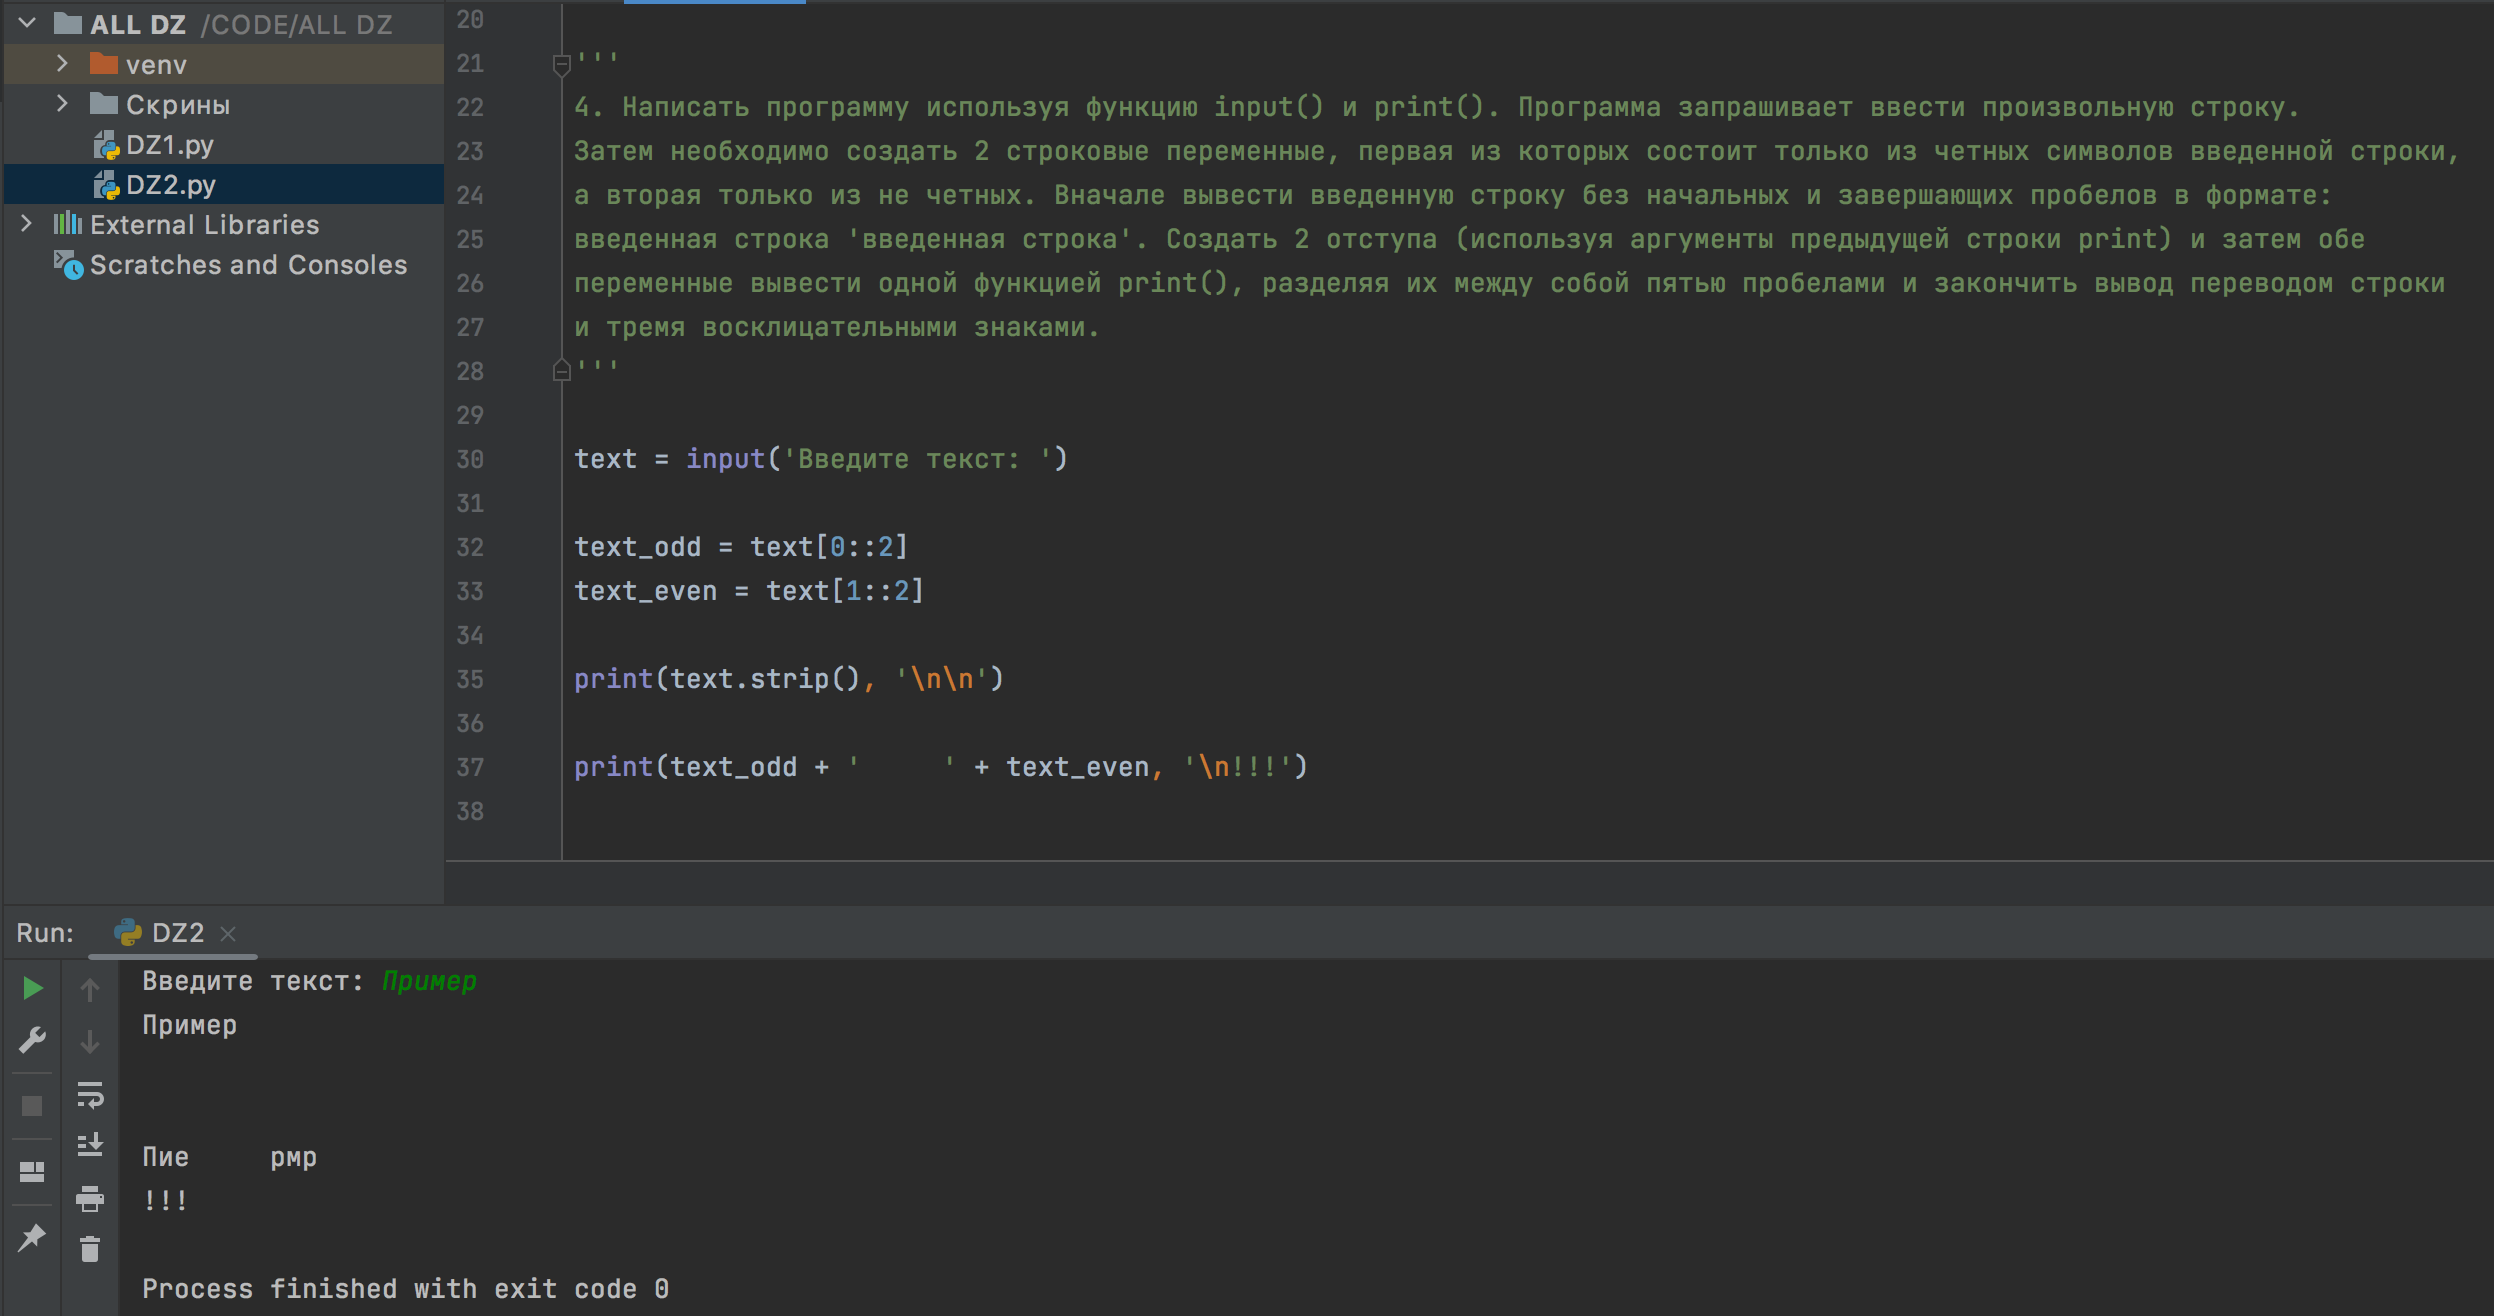 ALL DZ /CODE/ALL DZ
venv
Скрины
DZ1.py
DZ2.py
External Libraries
Scratches and Consoles
20
21 '''
22 4. Написать программу используя функцию input() и print(). Программа запрашивает ввести произвольную строку.
23 Затем необходимо создать 2 строковые переменные, первая из которых состоит только из четных символов введенной строки,
24 а вторая только из не четных. Вначале вывести введенную строку без начальных и завершающих пробелов в формате:
25 введенная строка 'введенная строка'. Создать 2 отступа (используя аргументы предыдущей строки print) и затем обе
26 переменные вывести одной функцией print(), разделяя их между собой пятью пробелами и закончить вывод переводом строки
27 и тремя восклицательными знаками.
28 '''
29
30 text = input('Введите текст: ')
31
32 text_odd = text[0::2]
33 text_even = text[1::2]
34
35 print(text.strip(), '\n\n')
36
37 print(text_odd + '     ' + text_even, '\n!!!')
38
Run: DZ2
Введите текст: Пример
Пример
Пие     рмр
!!!
Process finished with exit code 0